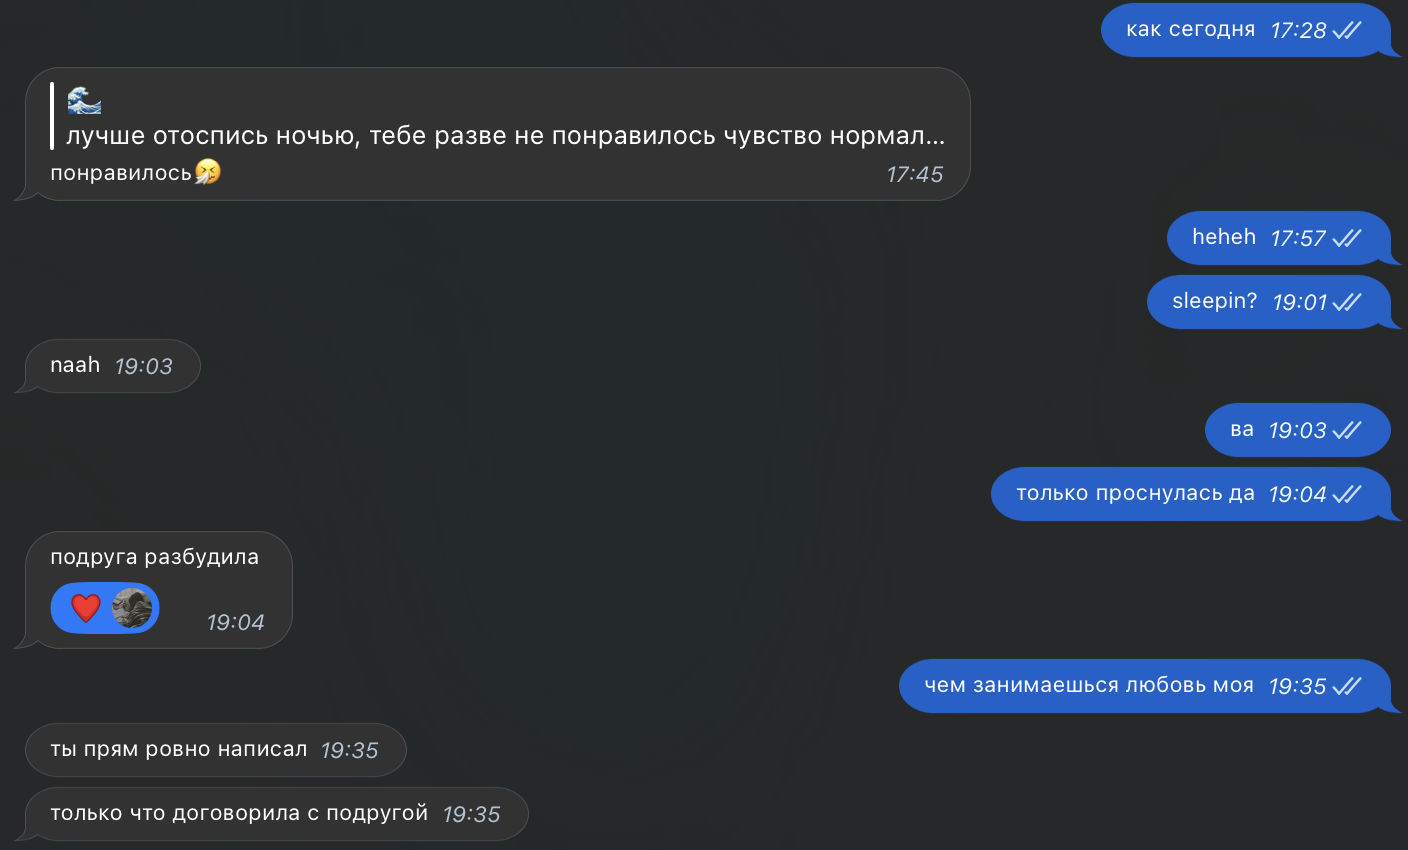 как сегодня 17:28
🌊
лучше отоспись ночью, тебе разве не понравилось чувство нормал...
понравилось🤧 17:45
heheh 17:57
sleepin? 19:01
naah 19:03
ва 19:03
только проснулась да 19:04
подруга разбудила
❤️ 19:04
чем занимаешься любовь моя 19:35
ты прям ровно написал 19:35
только что договорила с подругой 19:35